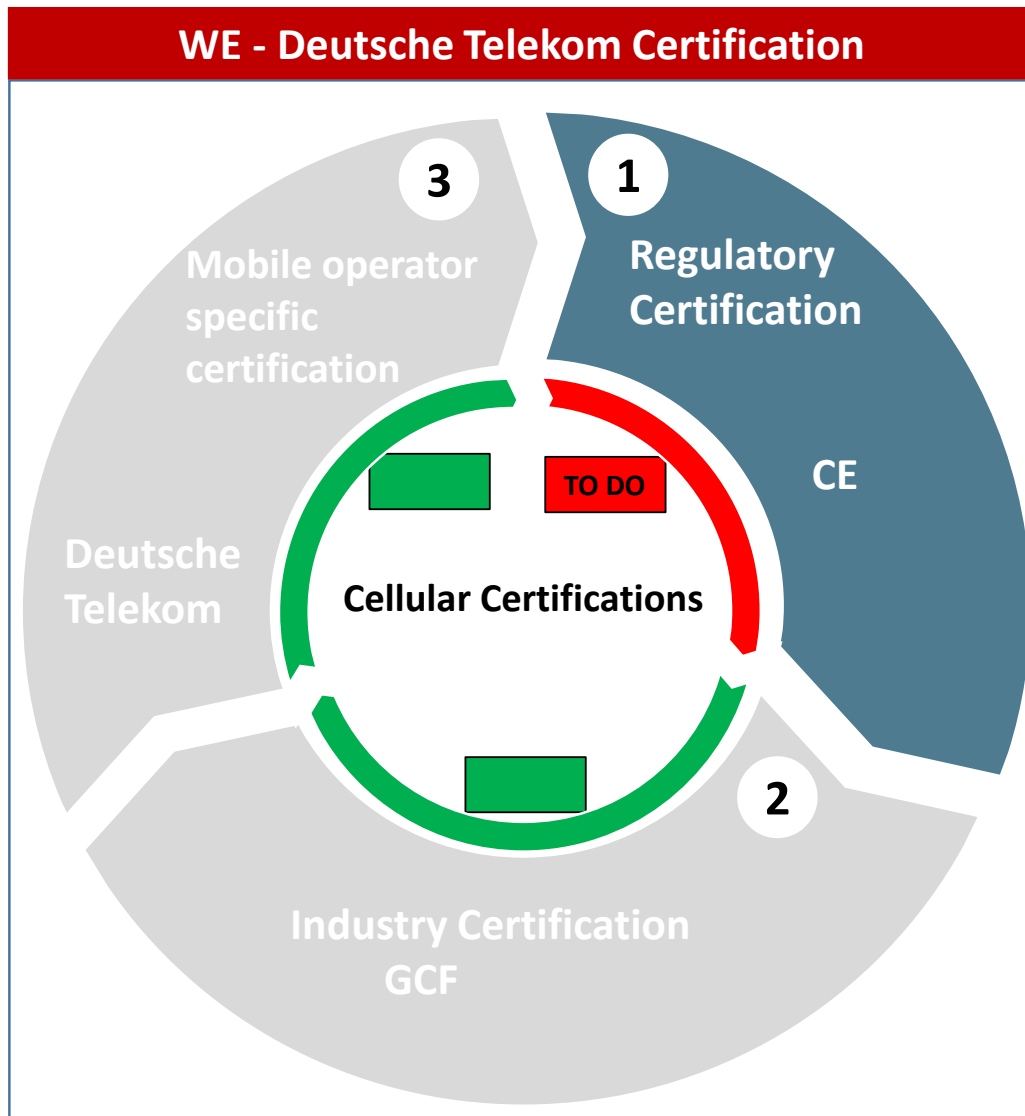 WE - Deutsche Telekom Certification
3
1
Mobile operator
specific
certification
Regulatory
Certification
TO DO
CE
Deutsche
Telekom
Cellular Certifications
2
Industry Certification
GCF